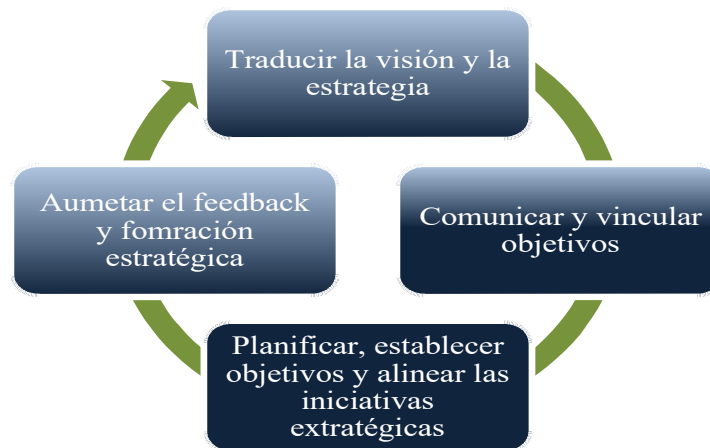 Traducir la visión y la
estrategia
Comunicar y vincular
objetivos
Planificar, establecer
objetivos y alinear las
iniciativas
extratégicas
Aumetar el feedback
y fomración
estratégica